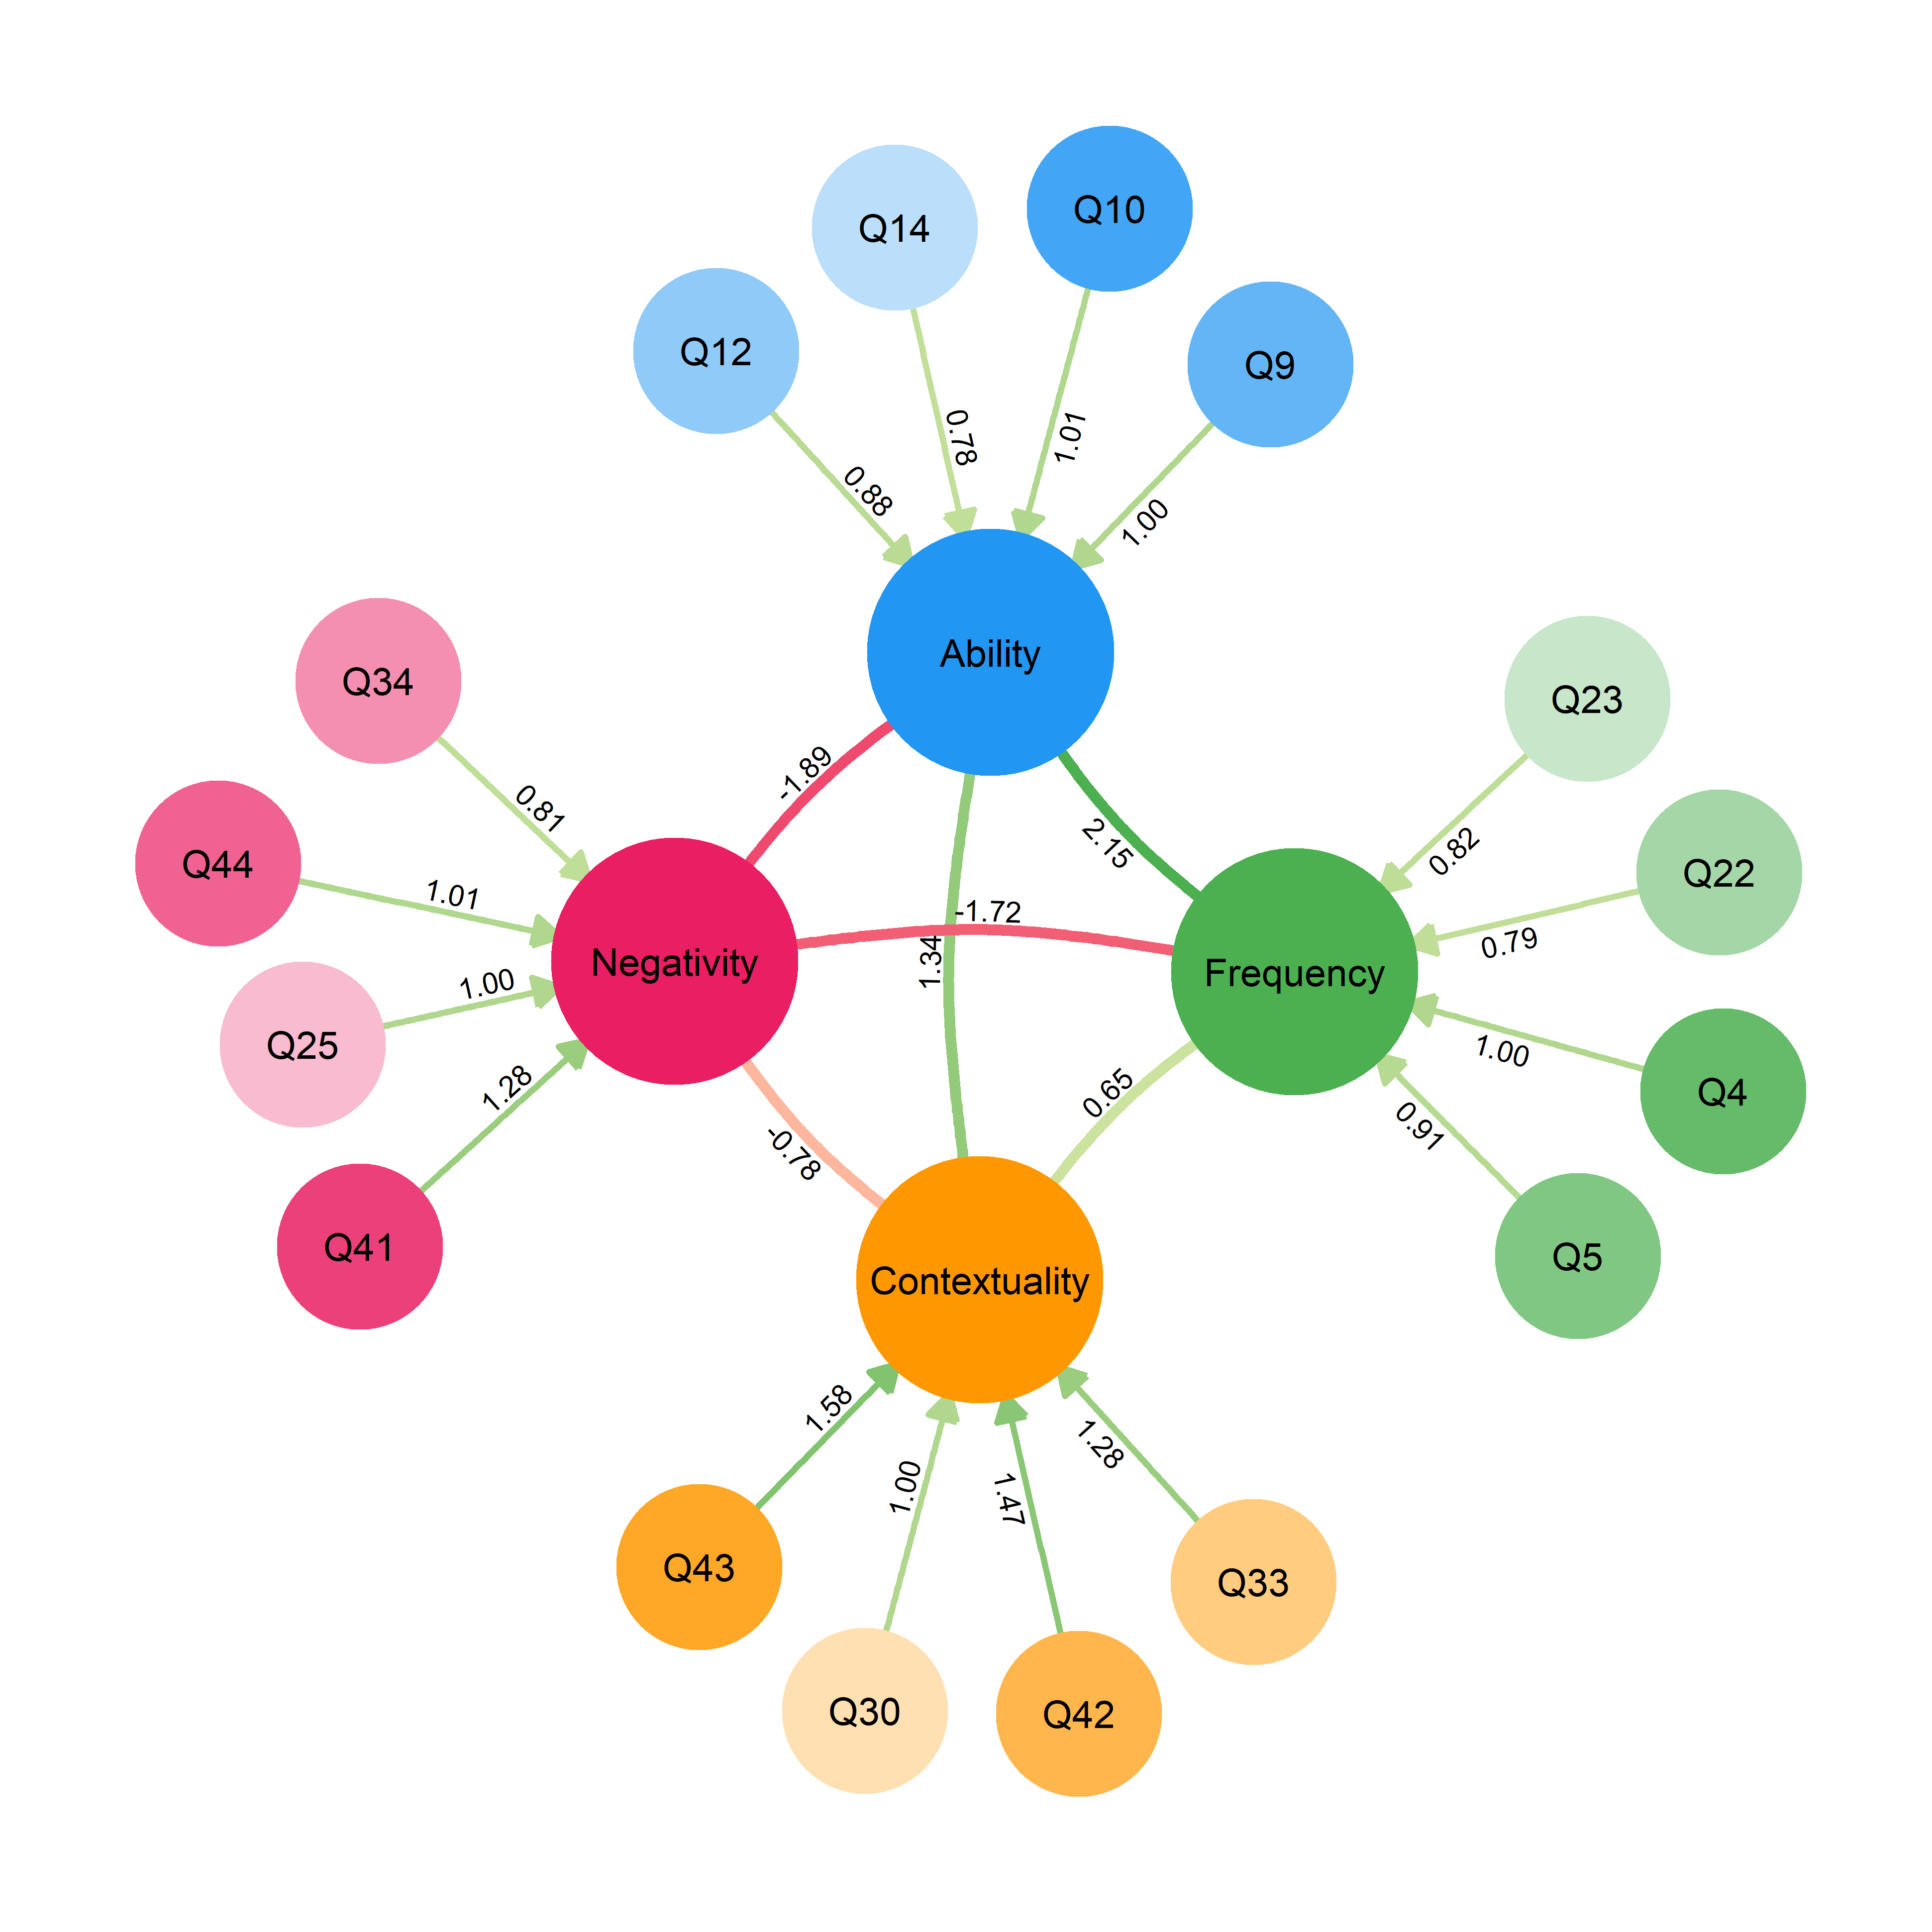 Q10
Q14
Q12
Q9
1.01
0.78
0.88
1.00
Ability
Q34
Q23
-1.89
0.81
2.15
0.82
Q44
Q22
1.01
-1.72
0.79
Negativity
1.34
Frequency
1.00
Q25
1.00
1.28
0.65
Q4
0.91
-0.78
Q41
Q5
Contextuality
1.58
1.28
1.00
1.47
Q43
Q33
Q30
Q42